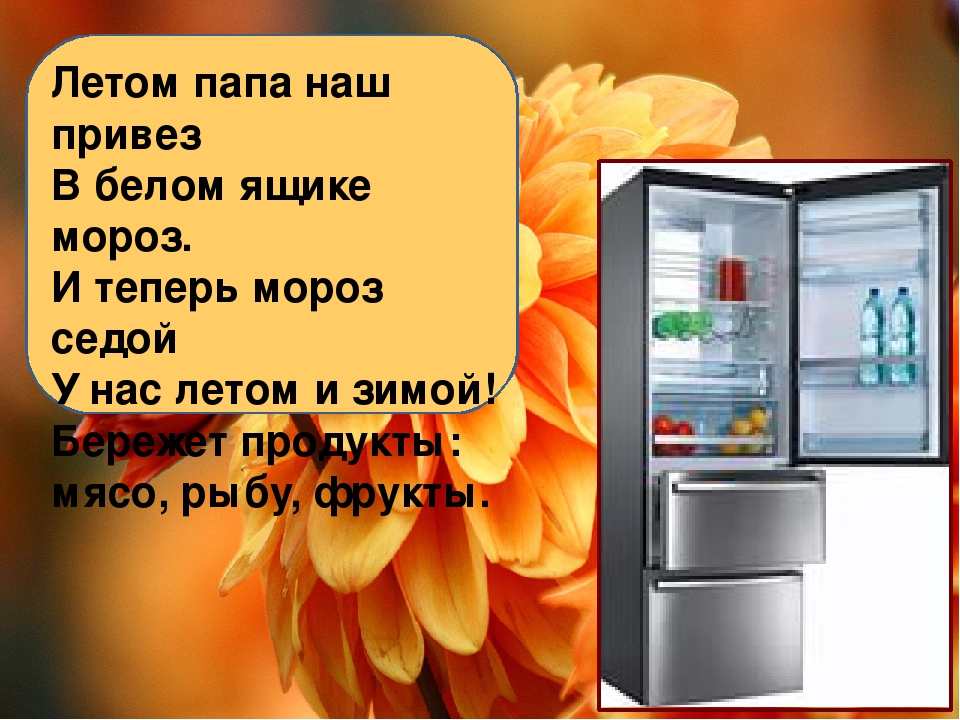 Летом папа наш
привез
В белом ящике
мороз.
И теперь мороз
седой
У нас летом и зимой!
Бережет продукты:
мясо, рыбу, фрукты.